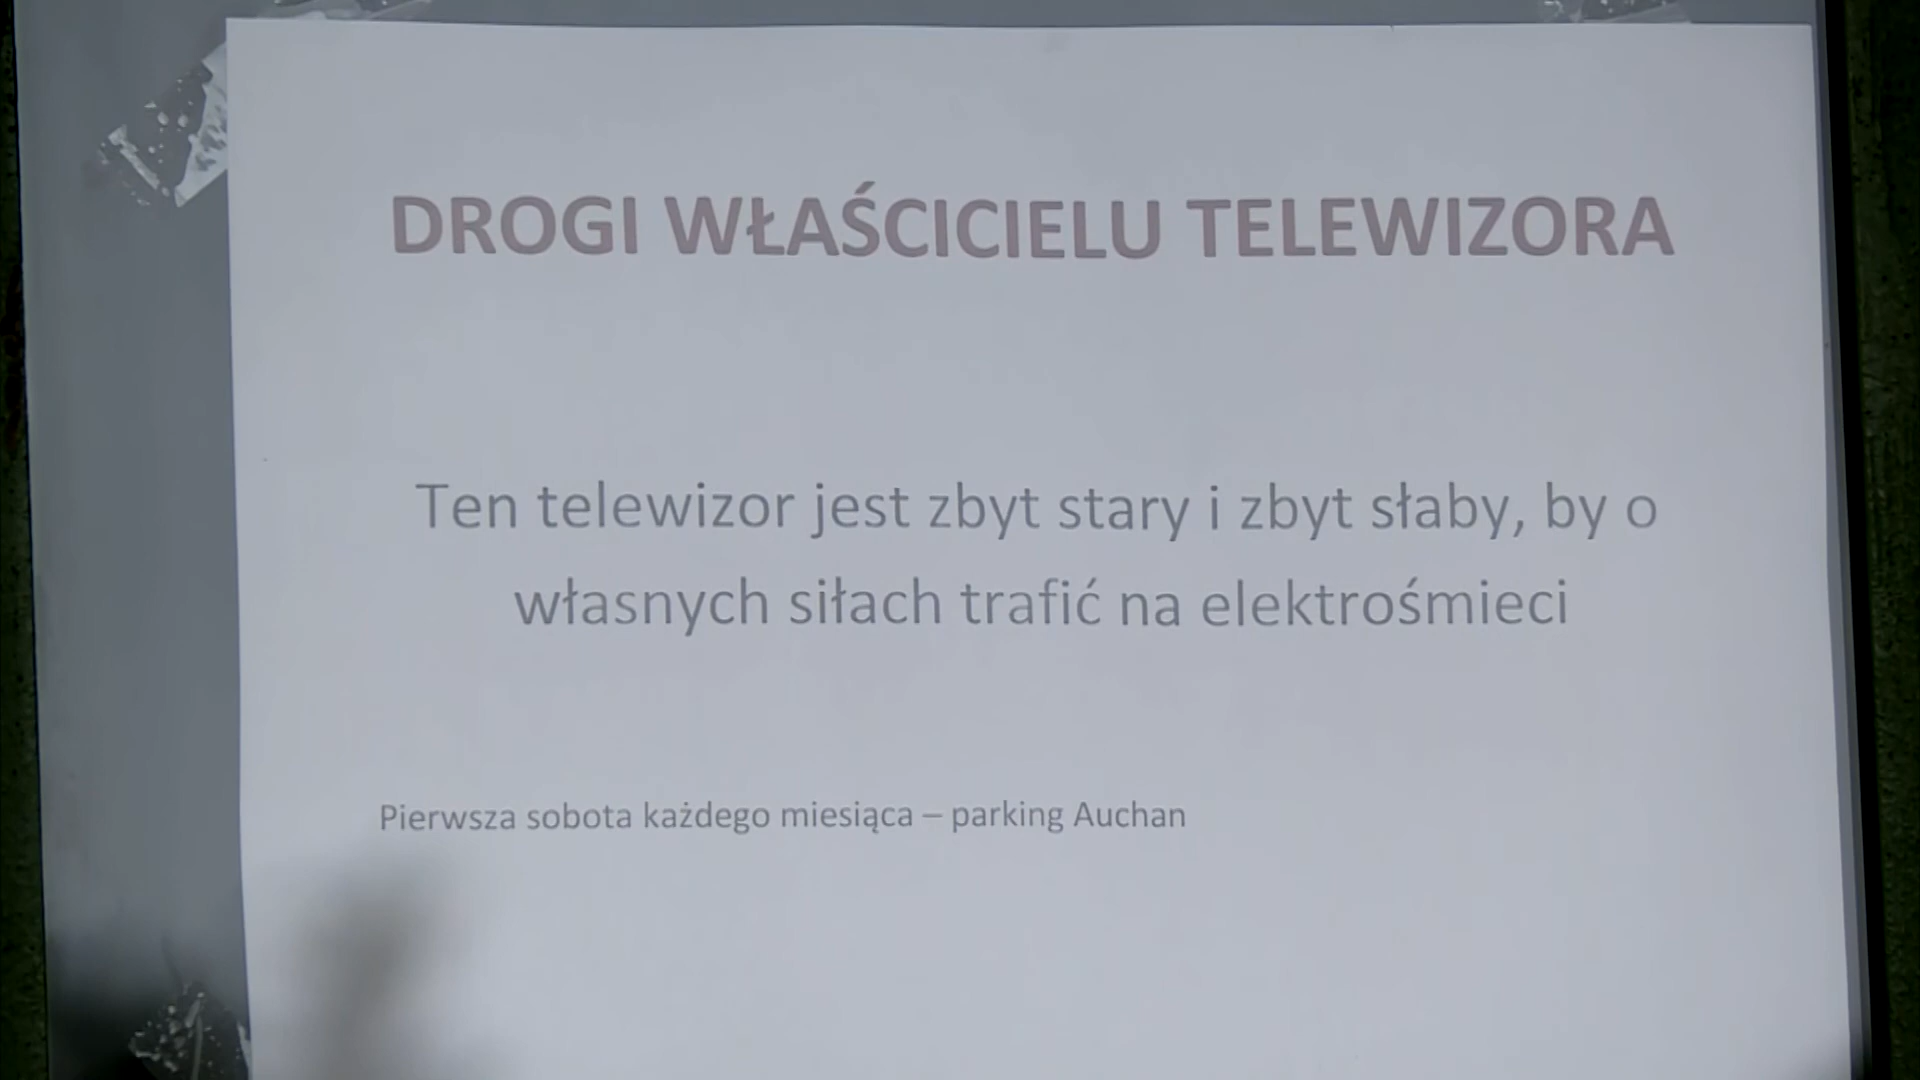 DROGI WŁAŚCICIELU TELEWIZORA
Ten telewizor jest zbyt stary i zbyt słaby, by o
własnych siłach trafić na elektrośmieci
Pierwsza sobota każdego miesiąca – parking Auchan